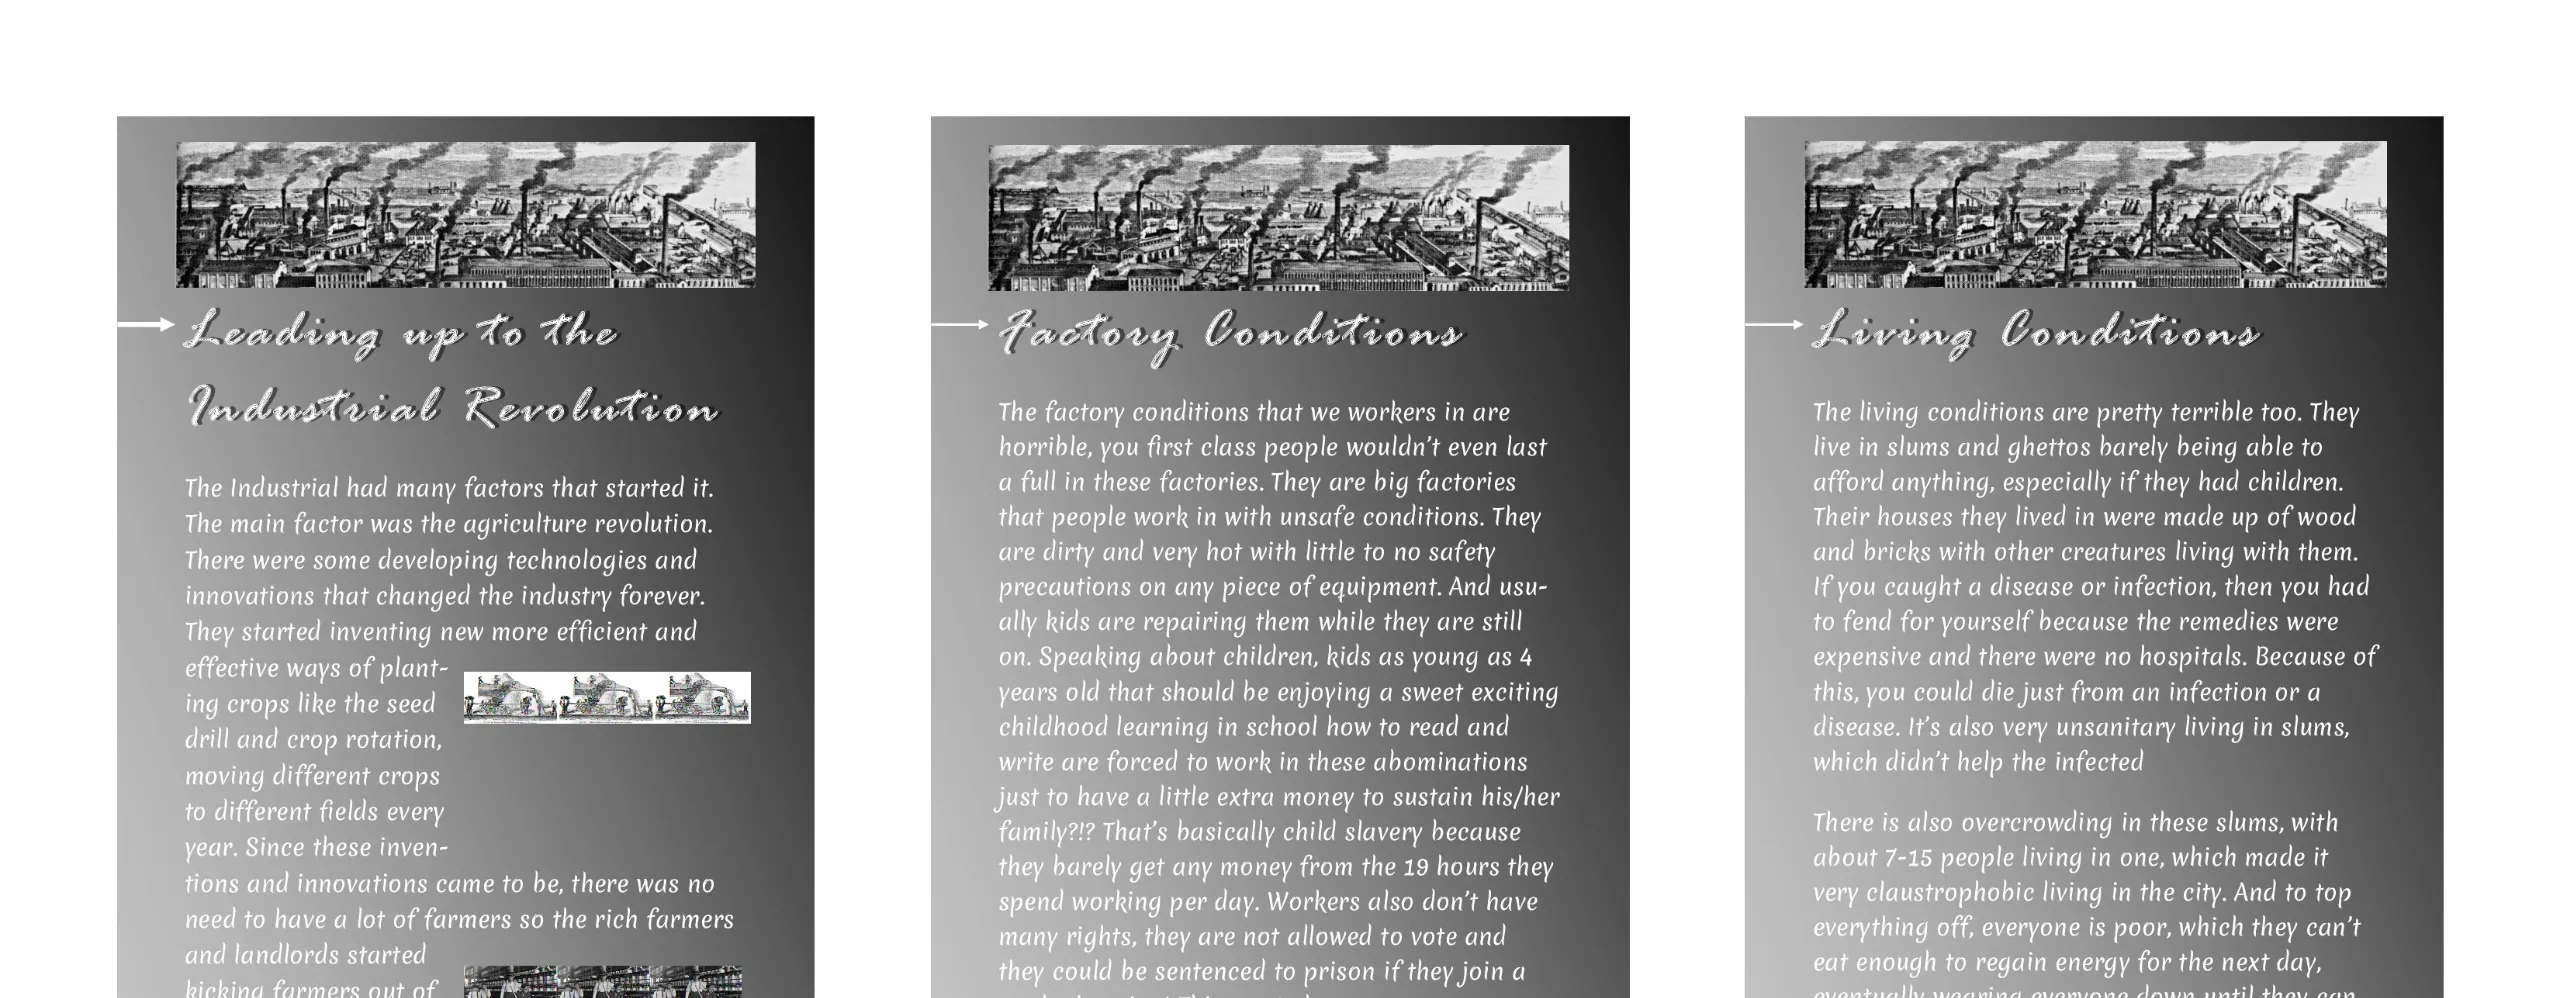 Leading up to the
Industrial Revolution
The Industrial had many factors that started it.
The main factor was the agriculture revolution.
There were some developing technologies and
innovations that changed the industry forever.
They started inventing new more efficient and
effective ways of plant-
ing crops like the seed
drill and crop rotation,
moving different crops
to different fields every
year. Since these inven-
tions and innovations came to be, there was no
need to have a lot of farmers so the rich farmers
and landlords started
kicking farmers out of
Factory Conditions
The factory conditions that we workers in are
horrible, you first class people wouldn't even last
a full in these factories. They are big factories
that people work in with unsafe conditions. They
are dirty and very hot with little to no safety
precautions on any piece of equipment. And usu-
ally kids are repairing them while they are still
on. Speaking about children, kids as young as 4
years old that should be enjoying a sweet exciting
childhood learning in school how to read and
write are forced to work in these abominations
just to have a little extra money to sustain his/her
family?!? That's basically child slavery because
they barely get any money from the 19 hours they
spend working per day. Workers also don't have
many rights, they are not allowed to vote and
they could be sentenced to prison if they join a
Living Conditions
The living conditions are pretty terrible too. They
live in slums and ghettos barely being able to
afford anything, especially if they had children.
Their houses they lived in were made up of wood
and bricks with other creatures living with them.
If you caught a disease or infection, then you had
to fend for yourself because the remedies were
expensive and there were no hospitals. Because of
this, you could die just from an infection or a
disease. It's also very unsanitary living in slums,
which didn't help the infected
There is also overcrowding in these slums, with
about 7-15 people living in one, which made it
very claustrophobic living in the city. And to top
everything off, everyone is poor, which they can't
eat enough to regain energy for the next day,
eventually wearing everyone down until they can